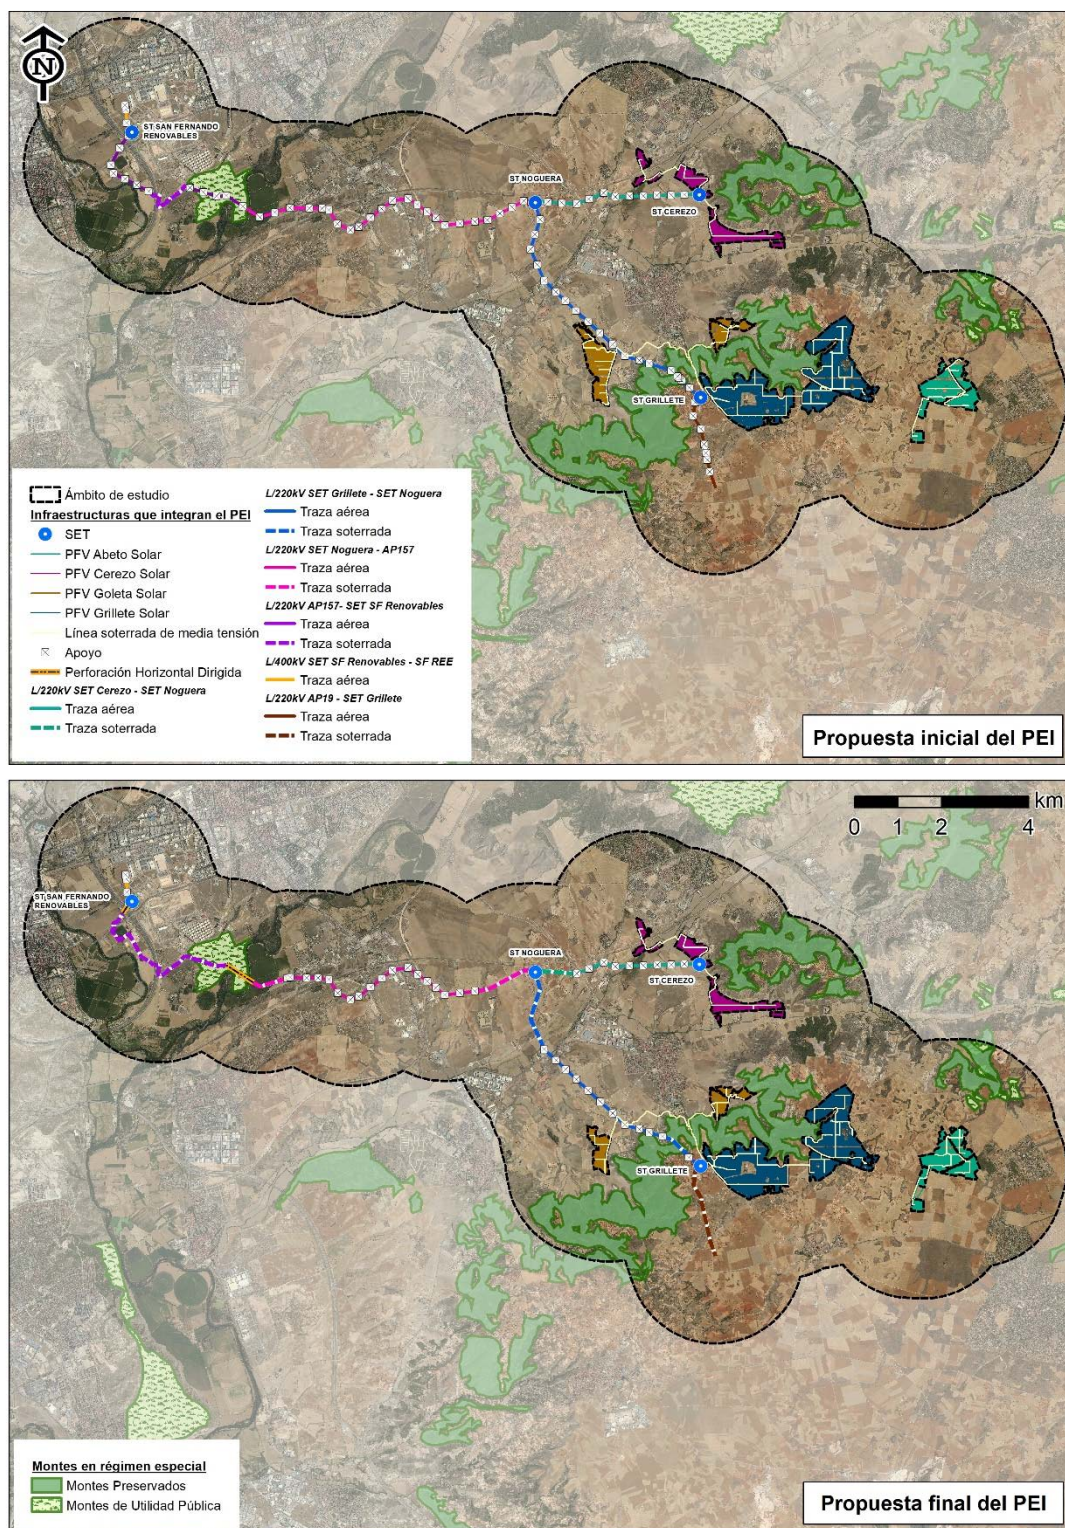 N
ST SAN FERNANDO
RENOVABLES
ST NOGUERA
ST CEREZO
ST GRILLETE
Ámbito de estudio
Infraestructuras que integran el PEI
SET
PFV Abeto Solar
PFV Cerezo Solar
PFV Goleta Solar
PFV Grillete Solar
Línea soterrada de media tensión
Apoyo
Perforación Horizontal Dirigida
L/220kV SET Cerezo - SET Noguera
Traza aérea
Traza soterrada
L/220kV SET Grillete - SET Noguera
Traza aérea
Traza soterrada
L/220kV SET Noguera - AP157
Traza aérea
Traza soterrada
L/220kV AP157- SET SF Renovables
Traza aérea
Traza soterrada
L/400kV SET SF Renovables - SF REE
Traza aérea
L/220kV AP19 - SET Grillete
Traza aérea
Traza soterrada
Propuesta inicial del PEI
km
0 1 2 4
ST SAN FERNANDO
RENOVABLES
ST NOGUERA
ST CEREZO
ST GRILLETE
Montes en régimen especial
Montes Preservados
Montes de Utilidad Pública
Propuesta final del PEI